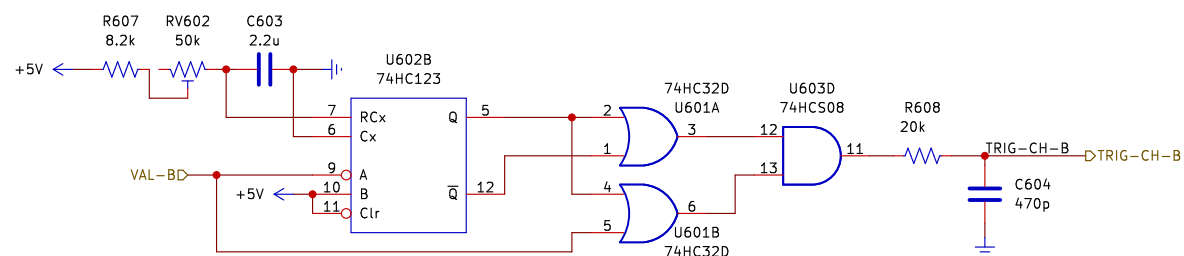 R607
8.2k
RV602
50k
C603
2.2u
+5V
U602B
74HC123
7
RCx
6
Cx
9
A
10
B
11
Clr
Q
5
Q
12
VAL-B
+5V
74HC32D
U601A
2
1
3
4
5
6
U601B
74HC32D
U603D
74HCS08
12
13
11
R608
20k
TRIG-CH-B
TRIG-CH-B
C604
470p